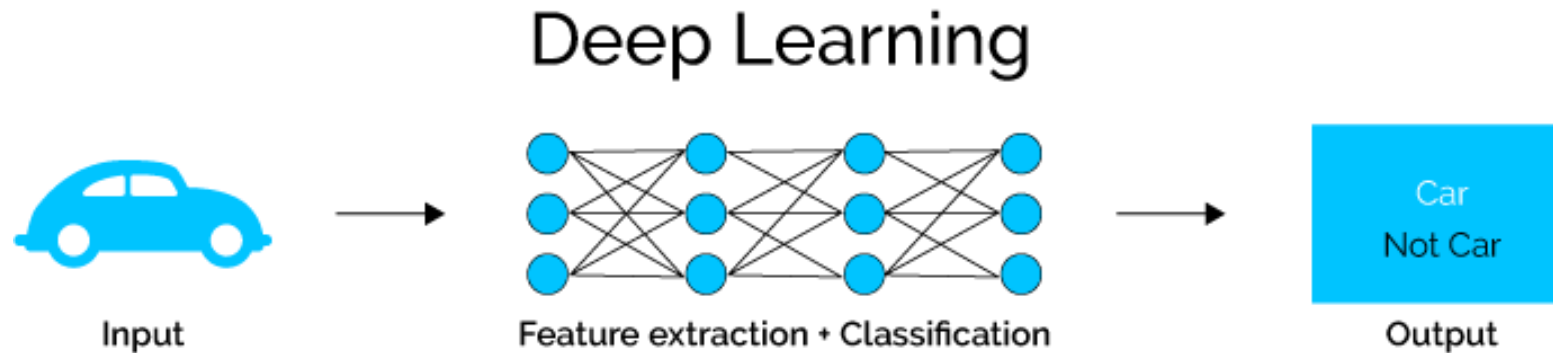 Deep Learning
Car
Not Car
Input
Feature extraction + Classification
Output